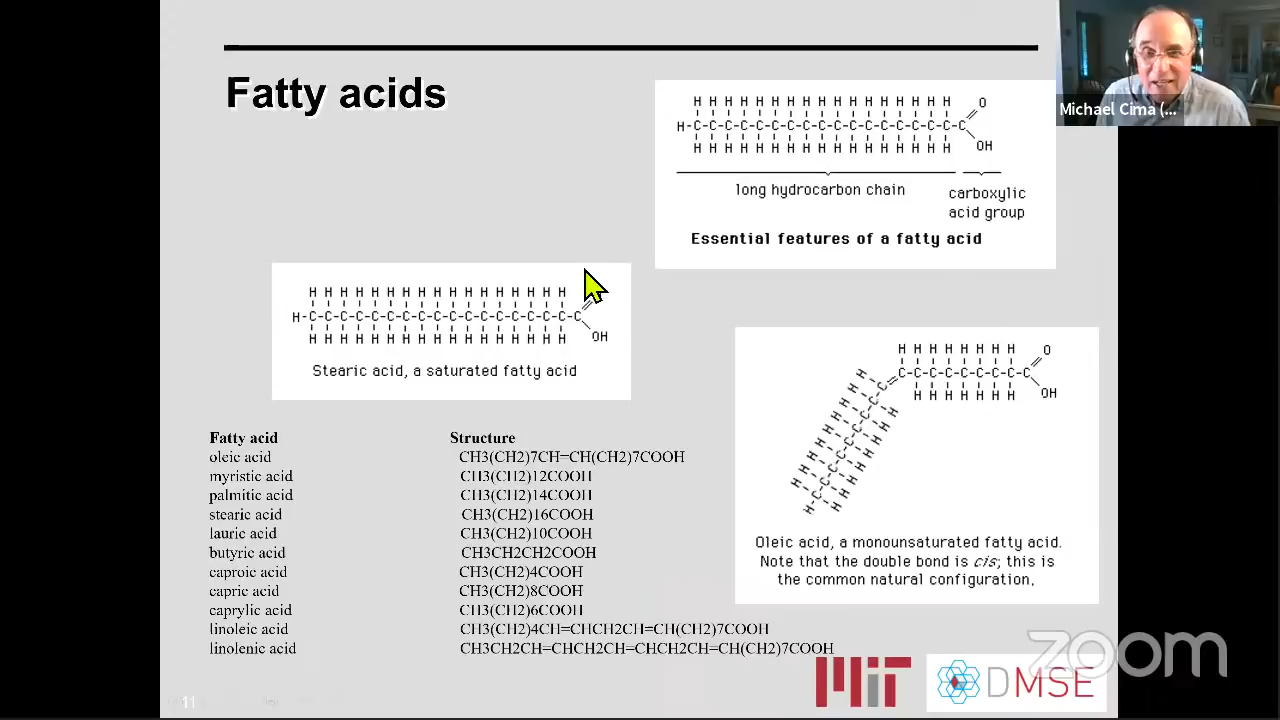 Fatty acids
Michael Cima (...
H H H H H H H H H H H H H H H H H O
H-C-C-C-C-C-C-C-C-C-C-C-C-C-C-C-C-C-C
H H H H H H H H H H H H H H H H H OH
long hydrocarbon chain
carboxylic
acid group
Essential features of a fatty acid
H H H H H H H H H H H H H H H H H
H-C-C-C-C-C-C-C-C-C-C-C-C-C-C-C-C-C-C
H H H H H H H H H H H H H H H H H OH
Stearic acid, a saturated fatty acid
H H H H H H H H O
C-C-C-C-C-C-C-C-C
H H H H H H H OH
Oleic acid, a monounsaturated fatty acid.
Note that the double bond is cis; this is
the common natural configuration.
Fatty acid Structure
oleic acid CH3(CH2)7CH=CH(CH2)7COOH
myristic acid CH3(CH2)12COOH
palmitic acid CH3(CH2)14COOH
stearic acid CH3(CH2)16COOH
lauric acid CH3(CH2)10COOH
butyric acid CH3CH2CH2COOH
caproic acid CH3(CH2)4COOH
capric acid CH3(CH2)8COOH
caprylic acid CH3(CH2)6COOH
linoleic acid CH3(CH2)4CH=CHCH2CH=CH(CH2)7COOH
linolenic acid CH3CH2CH=CHCH2CH=CHCH2CH=CH(CH2)7COOH
11
MIT
DMSE
zoom